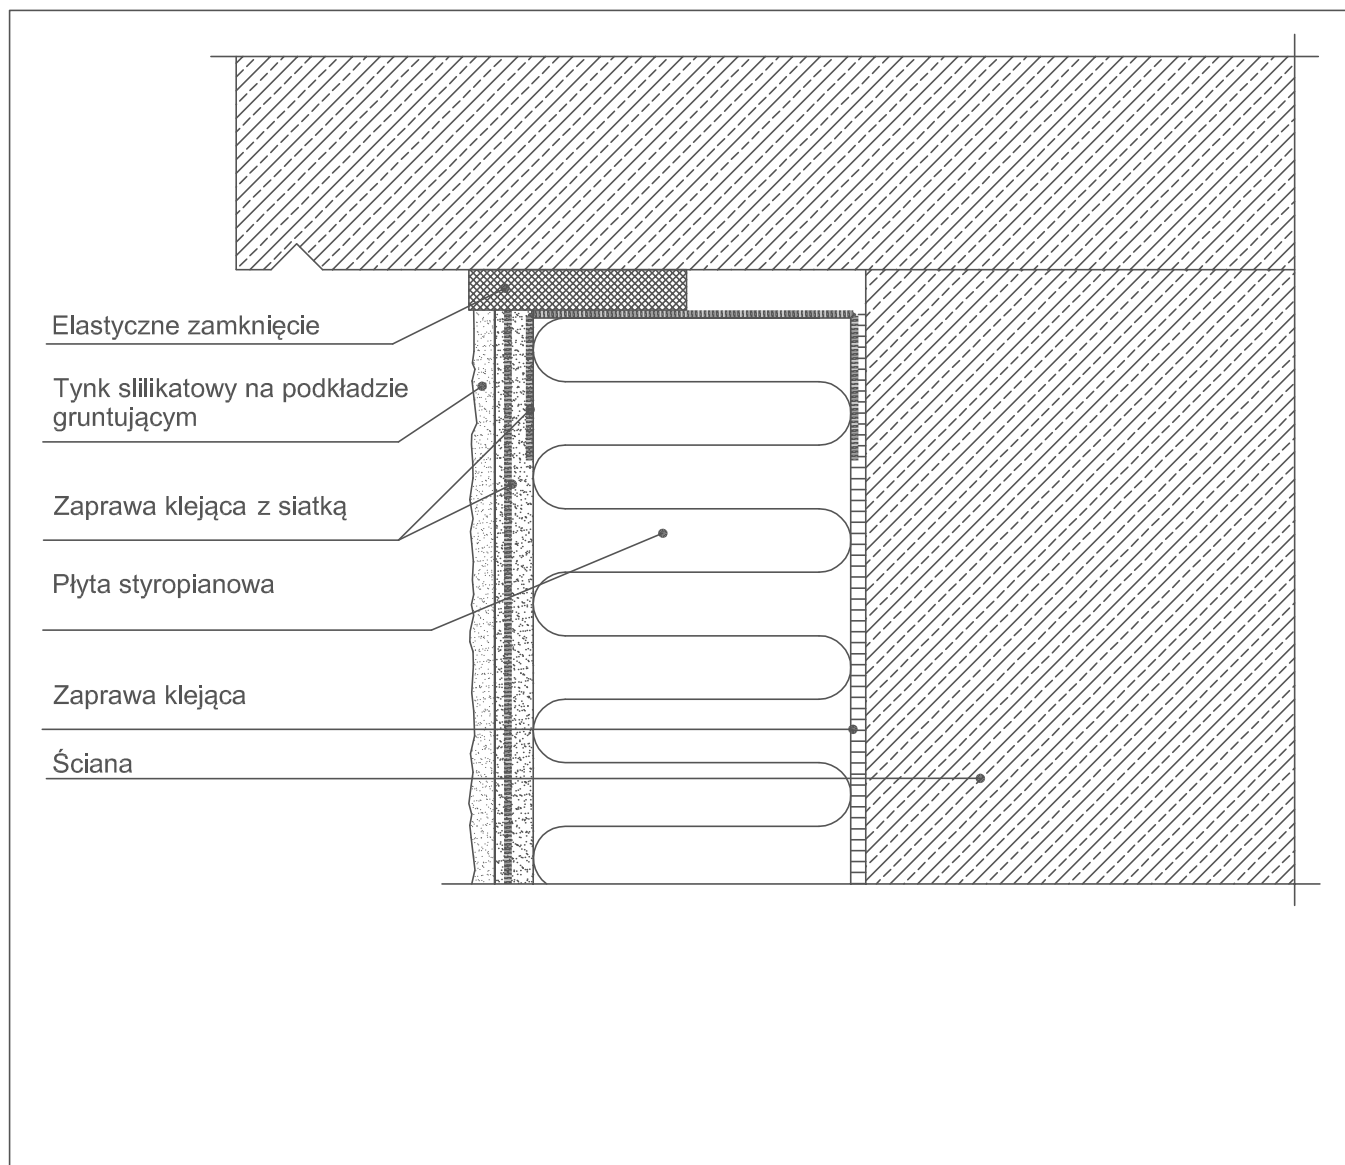 Elastyczne zamknięcie
Tynk slilikatowy na podkładzie
gruntującym
Zaprawa klejąca z siatką
Płyta styropianowa
Zaprawa klejąca
Ściana